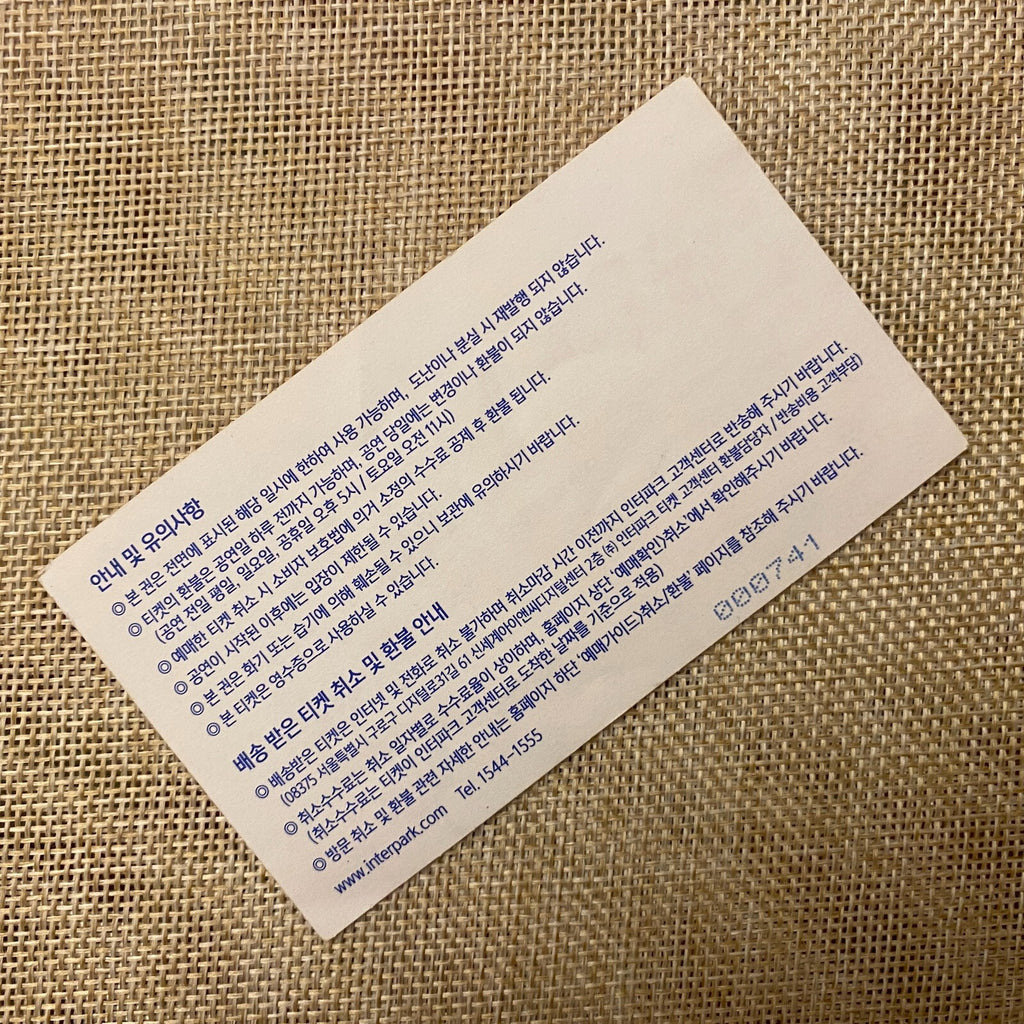 안내 및 유의사항
◎ 본 권은 전면에 표시된 해당 일시에 한하여 사용 가능하며, 도난이나 분실 시 재발행 되지 않습니다.
◎ 티켓의 환불은 공연일 하루 전까지 가능하며, 공연 당일에는 변경이나 환불이 되지 않습니다.
(공연 전일 평일, 일요일, 공휴일 오후 5시 / 토요일 오전 11시)
◎ 예매한 티켓 취소 시 소비자 보호법에 의거 소정의 수수료 공제 후 환불 됩니다.
◎ 공연이 시작된 이후에는 입장이 제한될 수 있습니다.
◎ 본 권은 화기 또는 습기에 의해 훼손될 수 있으니 보관에 유의하시기 바랍니다.
◎ 본 티켓은 영수증으로 사용하실 수 있습니다.
배송 받은 티켓 취소 및 환불 안내
◎ 배송받은 티켓은 인터넷 및 전화로 취소 불가하며 취소마감 시간 이전까지 인터파크 고객센터로 반송해 주시기 바랍니다.
(08375 서울특별시 구로구 디지털로31길 61 신세계아이앤씨디지털센터 2층 ㈜ 인터파크 티켓 고객센터 환불담당자 / 반송비용 고객부담)
◎ 취소수수료는 취소 일자별로 수수료율이 상이하며, 홈페이지 상단 '예매확인>취소'에서 확인해주시기 바랍니다.
(취소수수료는 티켓이 인터파크 고객센터로 도착한 날짜를 기준으로 적용)
◎ 방문 취소 및 환불 관련 자세한 안내는 홈페이지 하단 '예매가이드>취소/환불' 페이지를 참조해 주시기 바랍니다.
www.interpark.com Tel. 1544-1555
000741